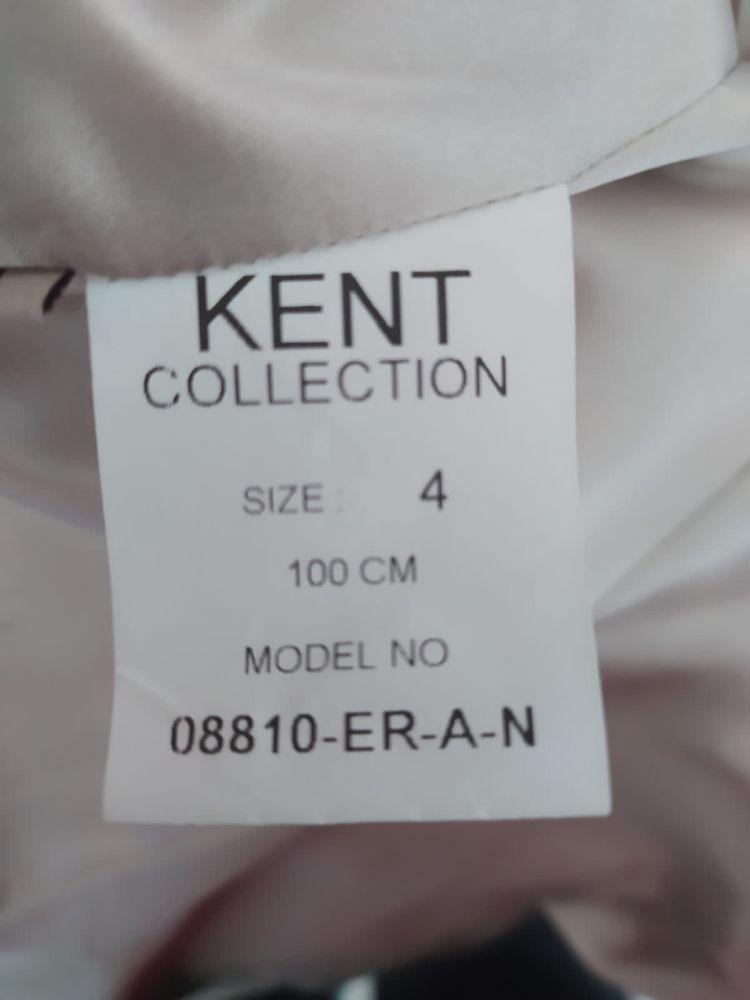 KENT
COLLECTION
SIZE : 4
100 CM
MODEL NO
08810-ER-A-N